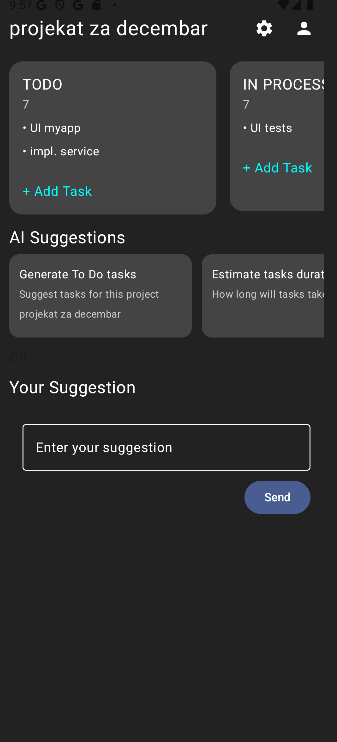 9:57
projekat za decembar
TODO
7
• UI myapp
• impl. service
+ Add Task
IN PROCESS
7
• UI tests
+ Add Task
AI Suggestions
Generate To Do tasks
Suggest tasks for this project
projekat za decembar
Estimate tasks durat
How long will tasks take
OR
Your Suggestion
Enter your suggestion
Send